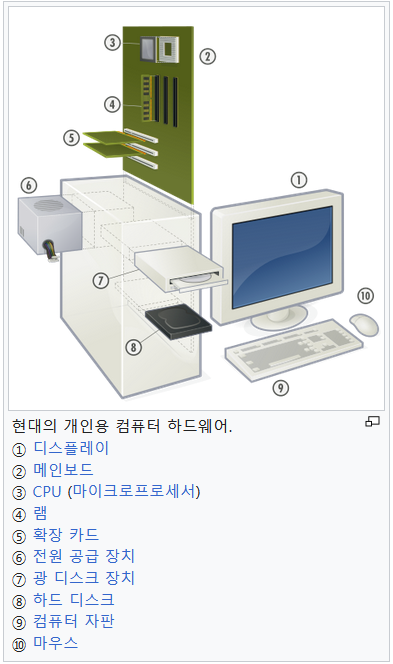 ③
②
④
⑤
⑥
①
⑦
⑩
⑧
⑨
현대의 개인용 컴퓨터 하드웨어.
① 디스플레이
② 메인보드
③ CPU (마이크로프로세서)
④ 램
⑤ 확장 카드
⑥ 전원 공급 장치
⑦ 광 디스크 장치
⑧ 하드 디스크
⑨ 컴퓨터 자판
⑩ 마우스